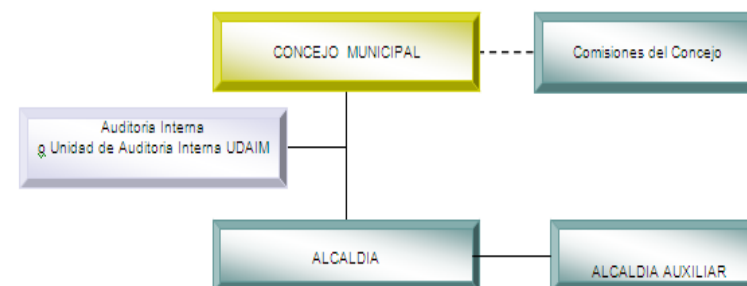 CONCEJO MUNICIPAL
Comisiones del Concejo
Auditoria Interna
o Unidad de Auditoria Interna UDAIM
ALCALDIA
ALCALDIA AUXILIAR